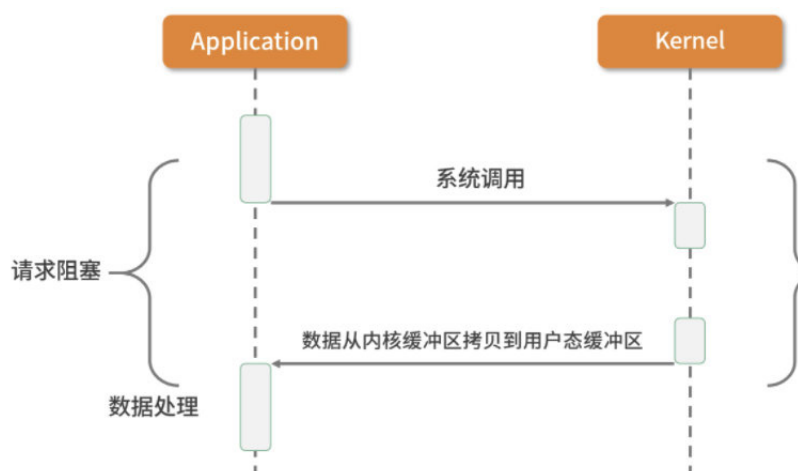 Application
Kernel
系统调用
请求阻塞
数据从内核缓冲区拷贝到用户态缓冲区
数据处理